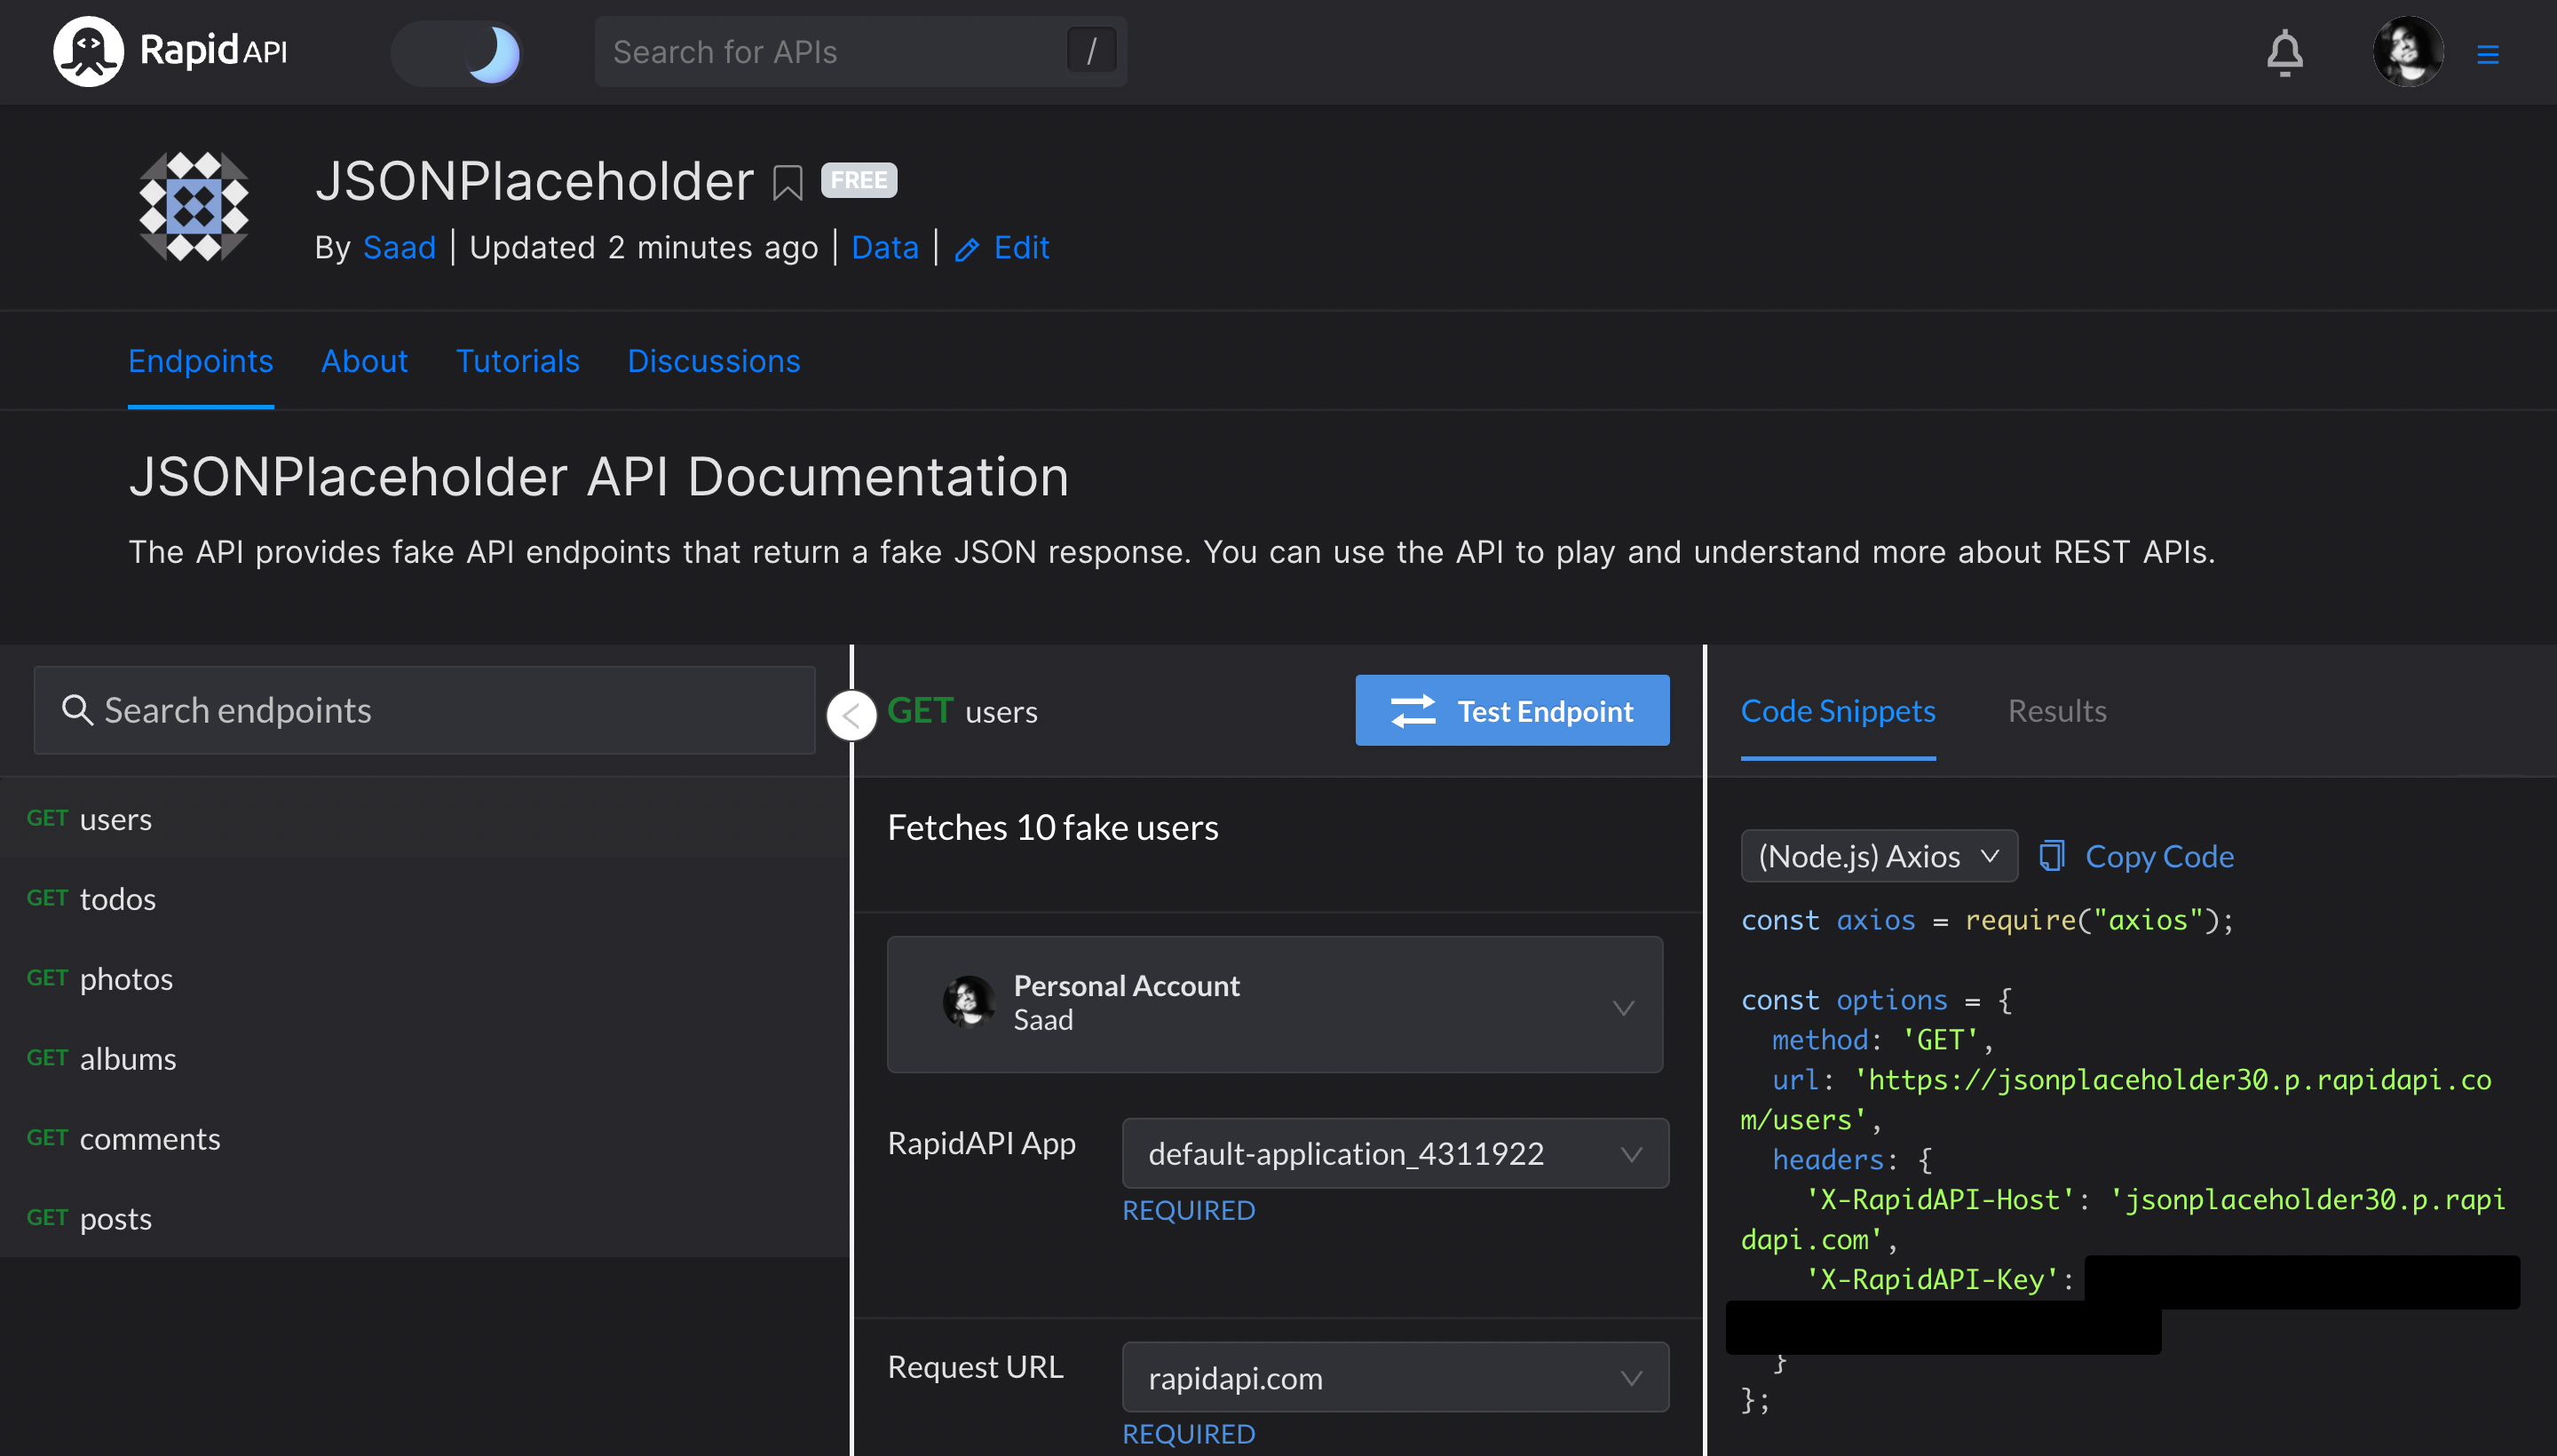 Rapid API
Search for APIs /
JSONPlaceholder FREE
By Saad | Updated 2 minutes ago | Data | Edit
Endpoints About Tutorials Discussions
JSONPlaceholder API Documentation
The API provides fake API endpoints that return a fake JSON response. You can use the API to play and understand more about REST APIs.
Search endpoints
GET users
GET todos
GET photos
GET albums
GET comments
GET posts
GET users
Test Endpoint
Fetches 10 fake users
Personal Account
Saad
RapidAPI App
default-application_4311922
REQUIRED
Request URL
rapidapi.com
REQUIRED
Code Snippets Results
(Node.js) Axios Copy Code
const axios = require("axios");
const options = {
method: 'GET',
url: 'https://jsonplaceholder30.p.rapidapi.co
m/users',
headers: {
'X-RapidAPI-Host': 'jsonplaceholder30.p.rapi
dapi.com',
'X-RapidAPI-Key':
}
};